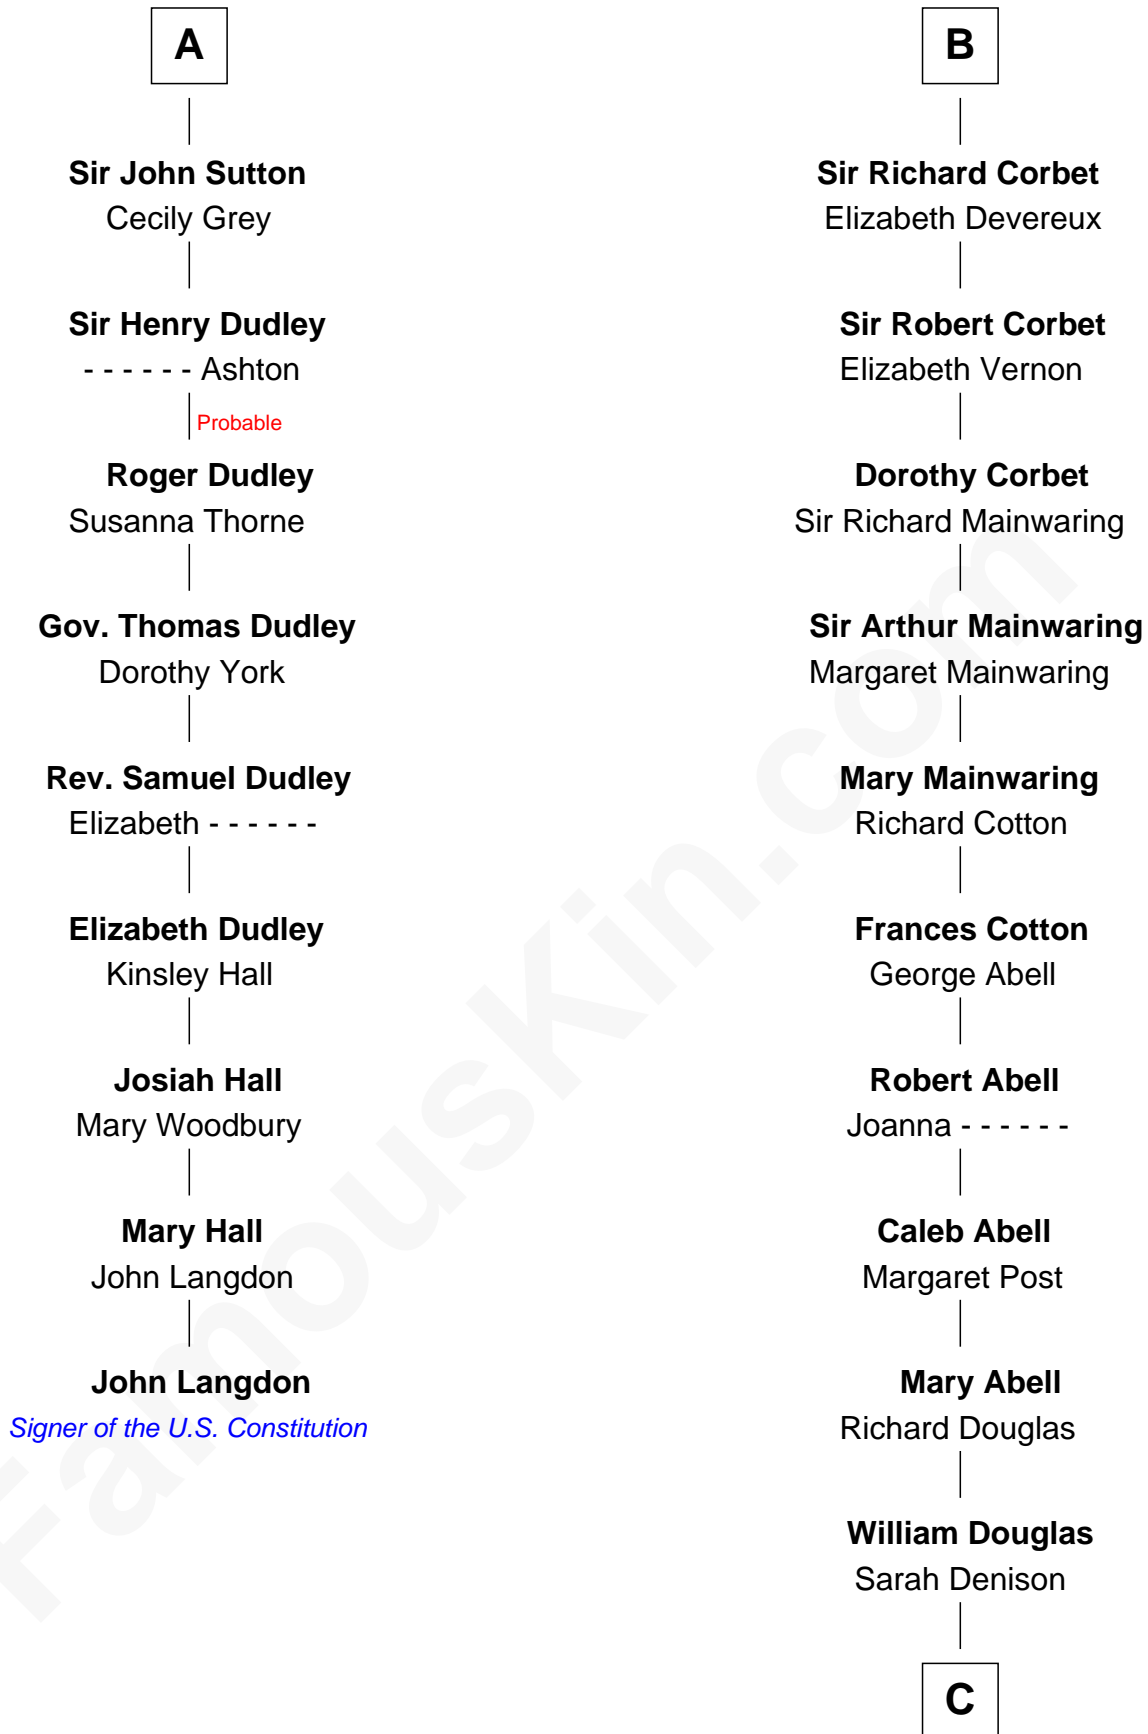 A
Sir John Sutton
Cecily Grey
Sir Henry Dudley
- - - - - - Ashton
Probable
Roger Dudley
Susanna Thorne
Gov. Thomas Dudley
Dorothy York
Rev. Samuel Dudley
Elizabeth - - - - - -
Elizabeth Dudley
Kinsley Hall
Josiah Hall
Mary Woodbury
Mary Hall
John Langdon
John Langdon
Signer of the U.S. Constitution
B
Sir Richard Corbet
Elizabeth Devereux
Sir Robert Corbet
Elizabeth Vernon
Dorothy Corbet
Sir Richard Mainwaring
Sir Arthur Mainwaring
Margaret Mainwaring
Mary Mainwaring
Richard Cotton
Frances Cotton
George Abell
Robert Abell
Joanna - - - - - -
Caleb Abell
Margaret Post
Mary Abell
Richard Douglas
William Douglas
Sarah Denison
C
FamousKin.com